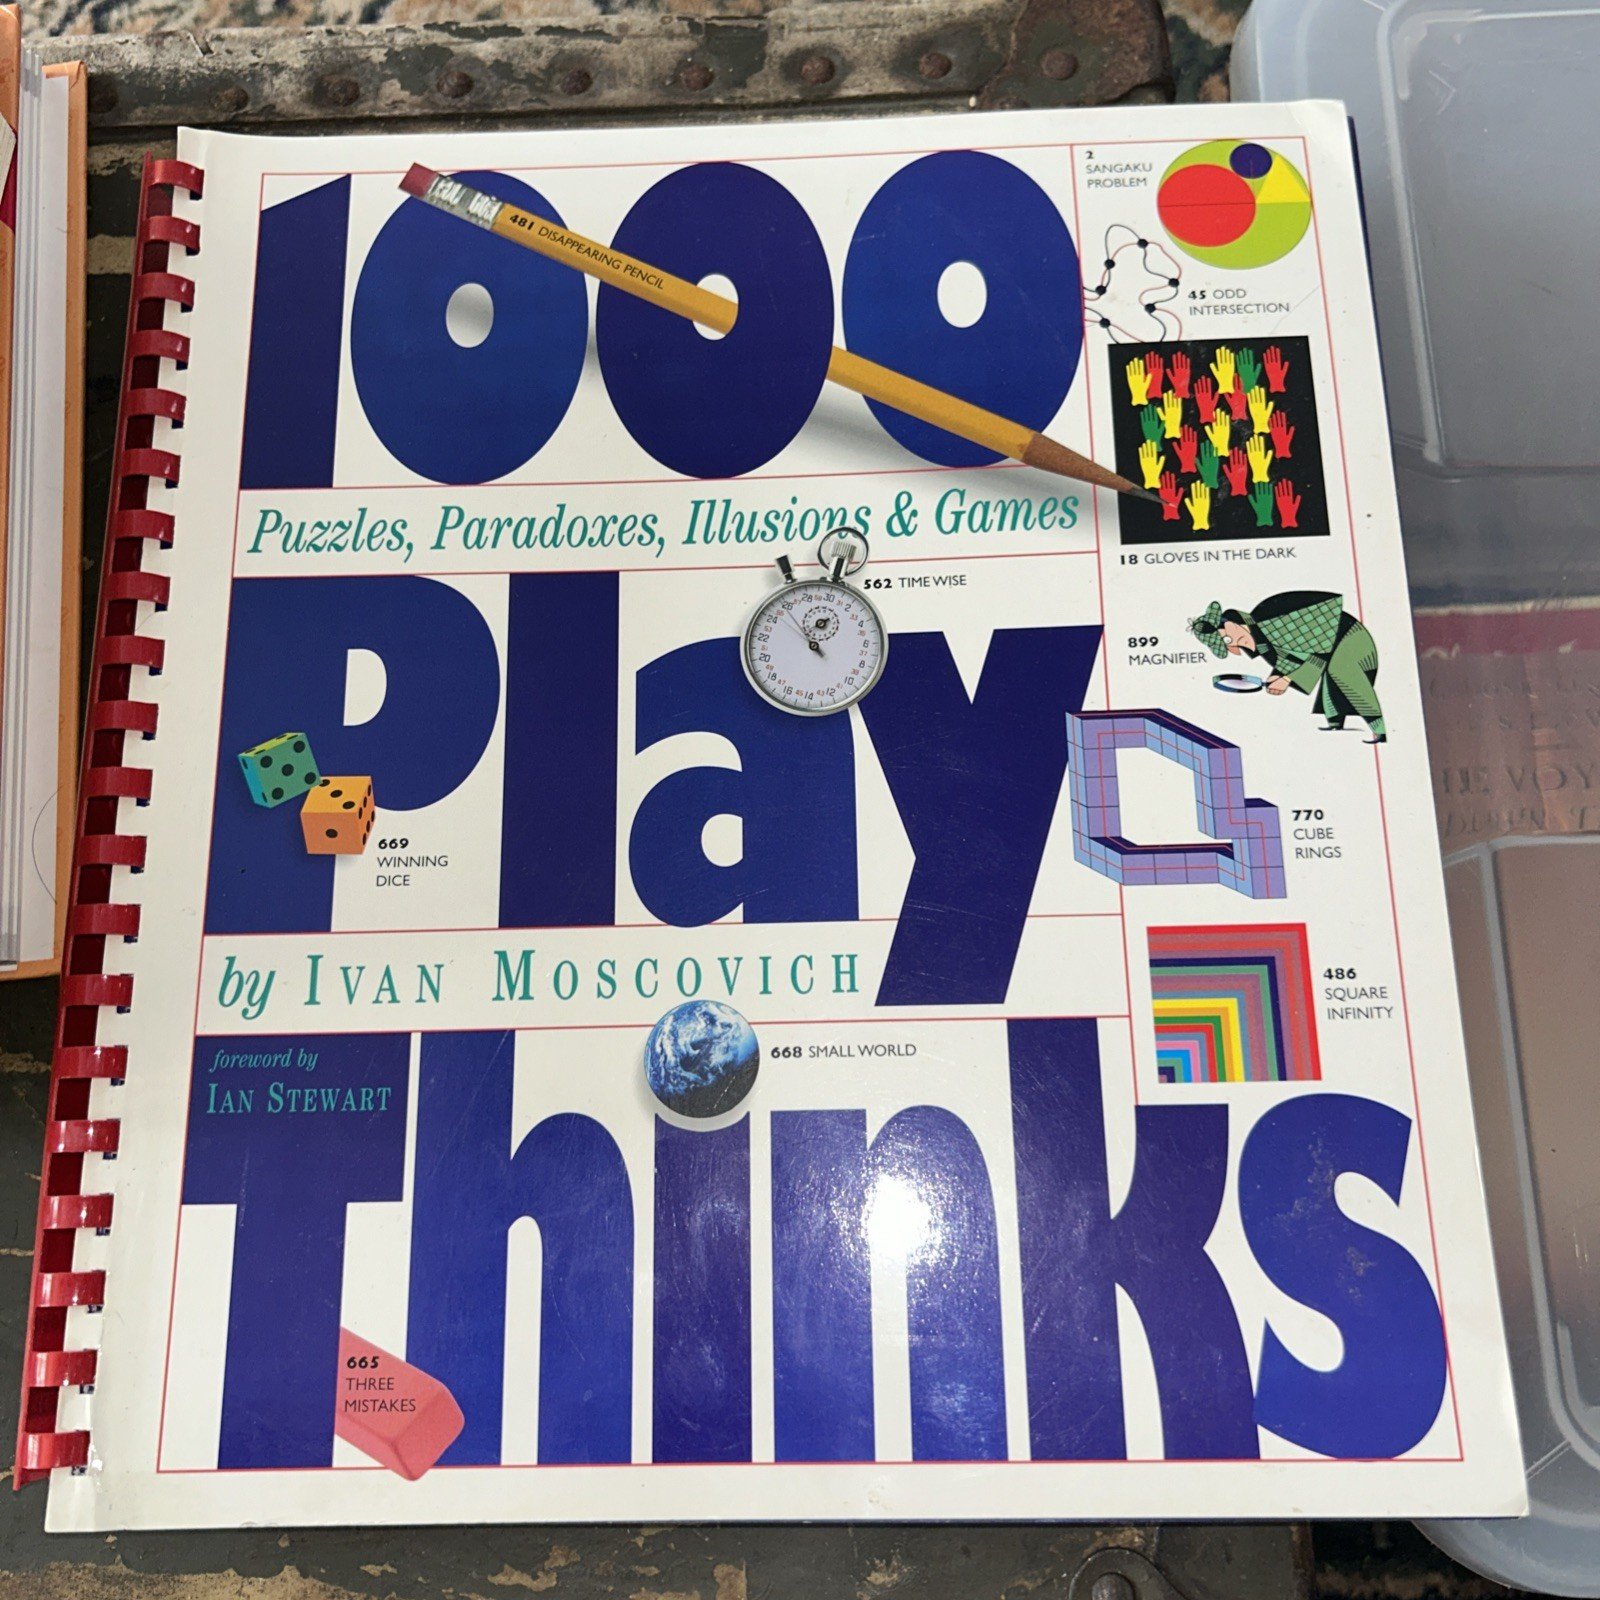 1000
481 DISAPPEARING PENCIL
2
SANGAKU
PROBLEM
45 ODD
INTERSECTION
18 GLOVES IN THE DARK
Puzzles, Paradoxes, Illusions & Games
562 TIME WISE
Play
899
MAGNIFIER
669
WINNING
DICE
770
CUBE
RINGS
by IVAN MOSCOVICH
486
SQUARE
INFINITY
668 SMALL WORLD
foreword by
IAN STEWART
Thinks
665
THREE
MISTAKES